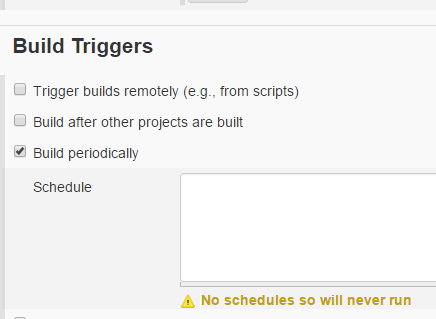 Build Triggers
Trigger builds remotely (e.g., from scripts)
Build after other projects are built
Build periodically
Schedule
No schedules so will never run